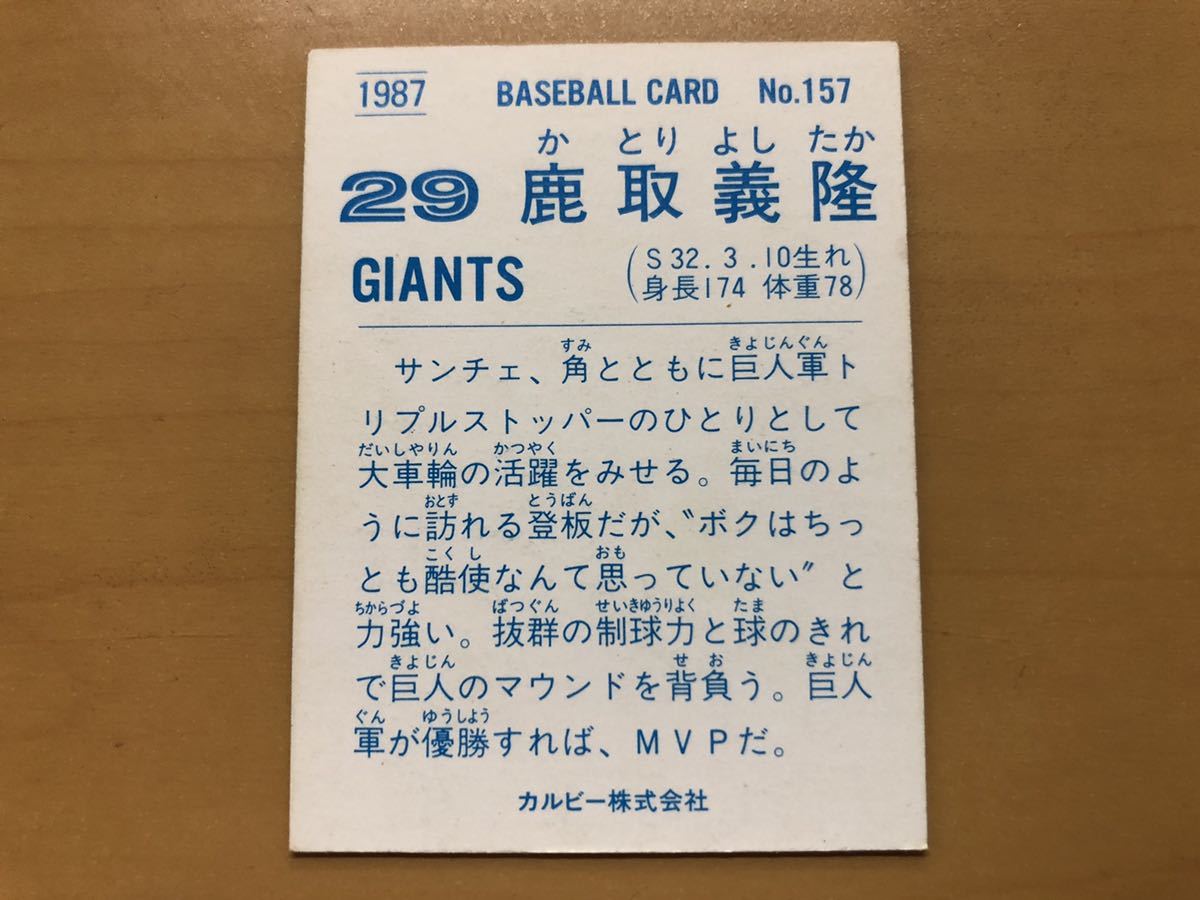 1987 BASEBALL CARD No.157
か とり よし たか
29 鹿取義隆
GIANTS
(S32.3.10生れ
身長174 体重78)
すみ きよじんぐん
サンチェ、角とともに巨人軍ト
リプルストッパーのひとりとして
だいしやりん かつやく まいにち
大車輪の活躍をみせる。毎日のよ
おとず とうばん
うに訪れる登板だが、〝ボクはちっ
こくし おも
とも酷使なんて思っていない〟と
ちからづよ ばつぐん せいきゆうりよく たま
力強い。抜群の制球力と球のきれ
きよじん せお きよじん
で巨人のマウンドを背負う。巨人
ぐん ゆうしよう
軍が優勝すれば、MVPだ。
カルビー株式会社